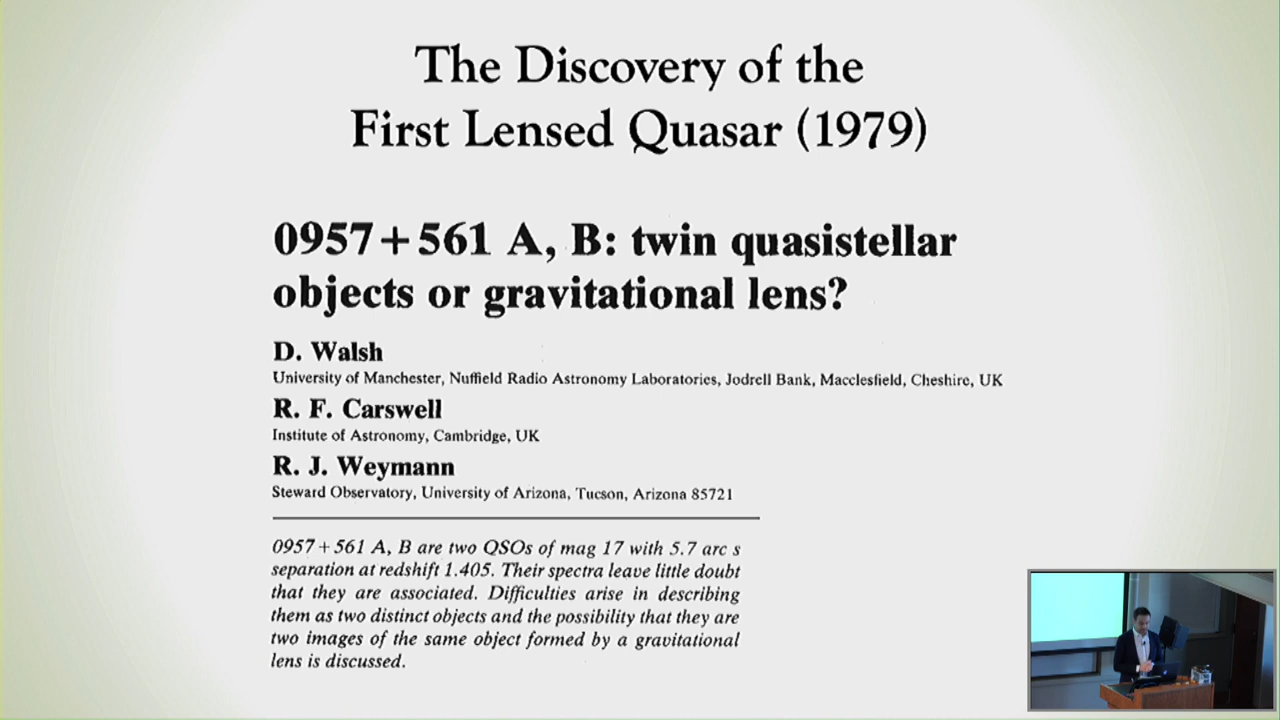 The Discovery of the
First Lensed Quasar (1979)
0957+561 A, B: twin quasistellar
objects or gravitational lens?
D. Walsh
University of Manchester, Nuffield Radio Astronomy Laboratories, Jodrell Bank, Macclesfield, Cheshire, UK
R. F. Carswell
Institute of Astronomy, Cambridge, UK
R. J. Weymann
Steward Observatory, University of Arizona, Tucson, Arizona 85721
0957+561 A, B are two QSOs of mag 17 with 5.7 arc s
separation at redshift 1.405. Their spectra leave little doubt
that they are associated. Difficulties arise in describing
them as two distinct objects and the possibility that they are
two images of the same object formed by a gravitational
lens is discussed.